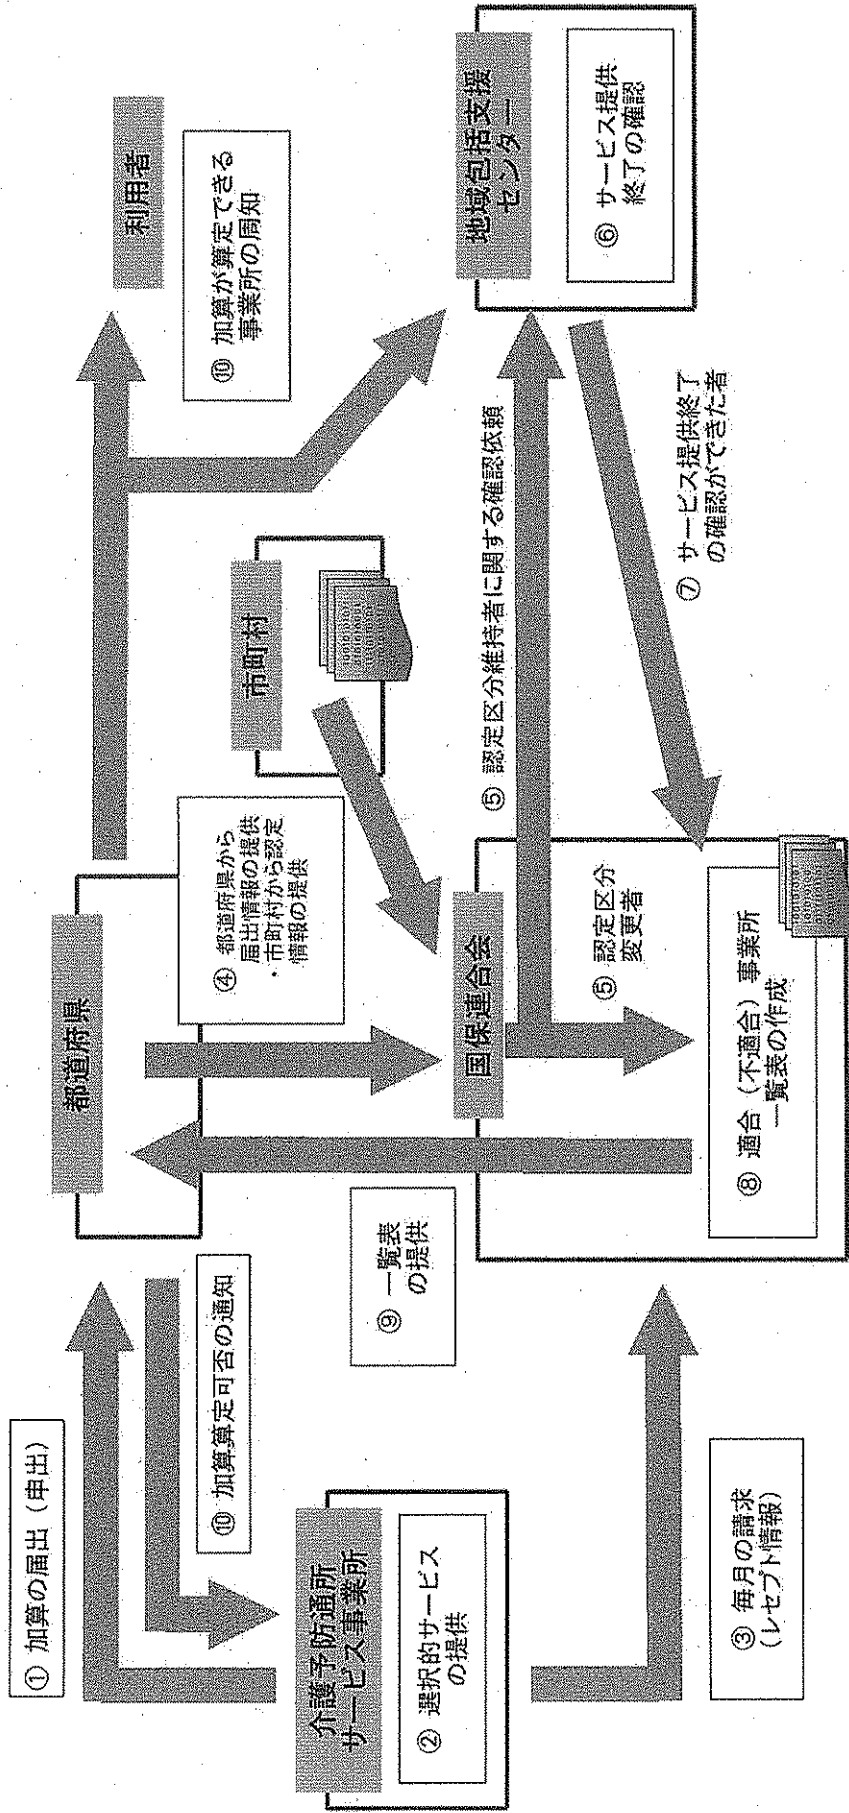 ① 加算の届出（申出）
⑩ 加算算定可否の通知
介護予防通所
サービス事業所
② 選択的サービス
の提供
③ 毎月の請求
（レセプト情報）
都道府県
④ 都道府県から
届出情報の提供
・市町村から認定
情報の提供
⑨ 一覧表
の提供
国保連合会
⑤ 認定区分
変更者
⑧ 適合（不適合）事業所
一覧表の作成
市町村
⑤ 認定区分維持者に関する確認依頼
⑦ サービス提供終了
の確認ができた者
利用者
⑩ 加算が算定できる
事業所の周知
地域包括支援
センター
⑥ サービス提供
終了の確認